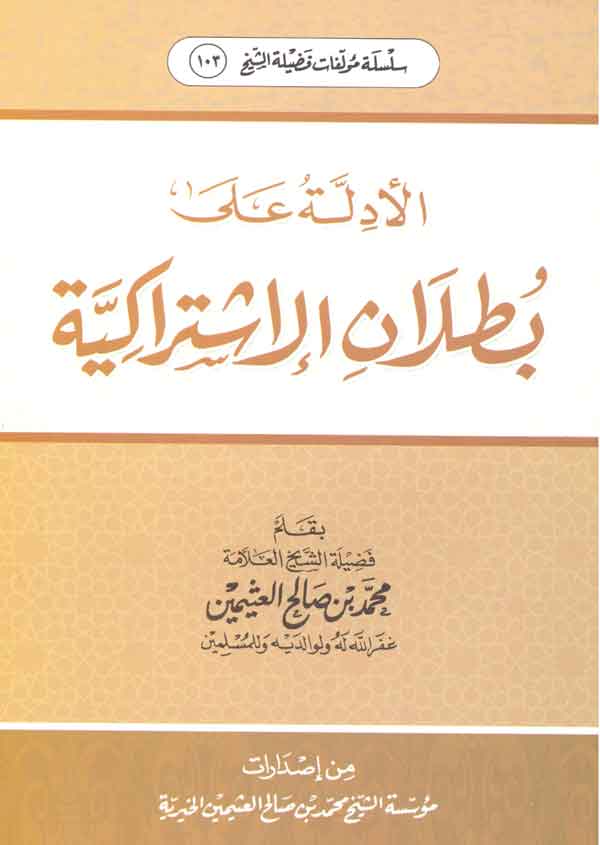 سلسلة مؤلفات فضيلة الشيخ ١٠٣
الأدلة على
بطلان الإشتراكية
بقلم
فضيلة الشيخ العلامة
محمد بن صالح العثيمين
غفر الله له ولوالديه وللمسلمين
من إصدارات
مؤسسة الشيخ محمد بن صالح العثيمين الخيرية